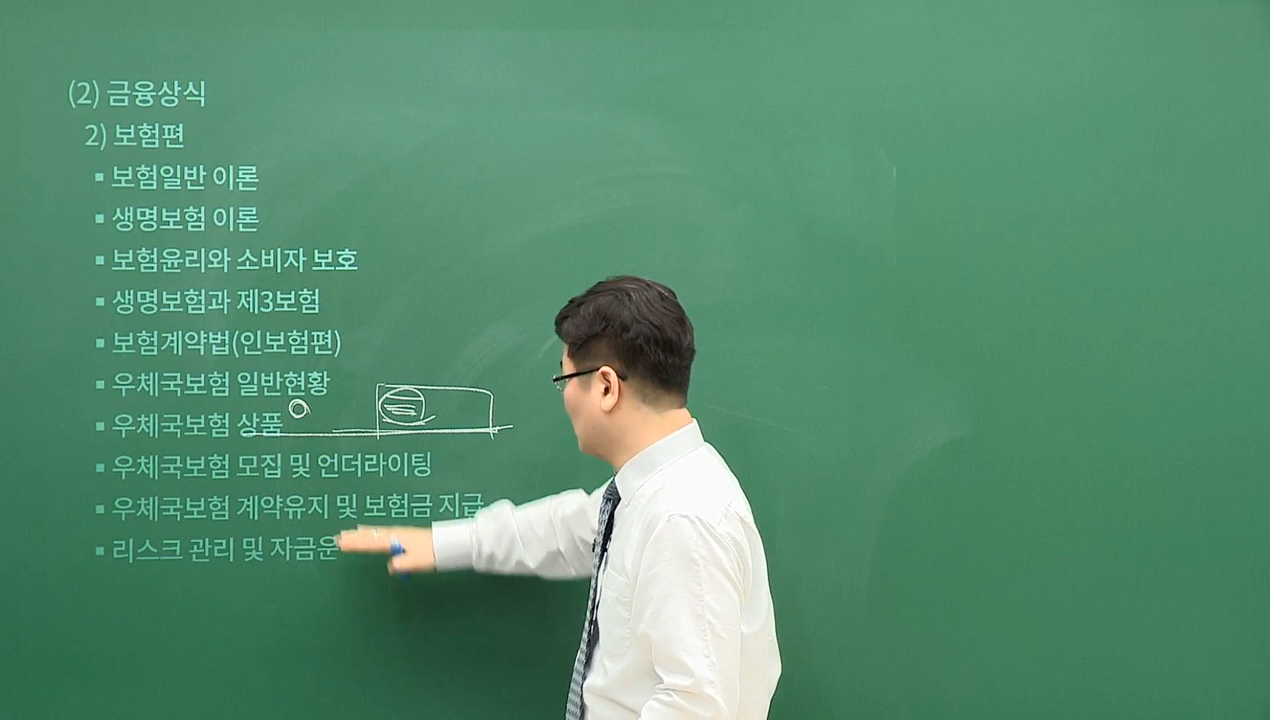 (2) 금융상식
2) 보험편
▪ 보험일반 이론
▪ 생명보험 이론
▪ 보험윤리와 소비자 보호
▪ 생명보험과 제3보험
▪ 보험계약법(인보험편)
▪ 우체국보험 일반현황
▪ 우체국보험 상품
▪ 우체국보험 모집 및 언더라이팅
▪ 우체국보험 계약유지 및 보험금 지급
▪ 리스크 관리 및 자금운